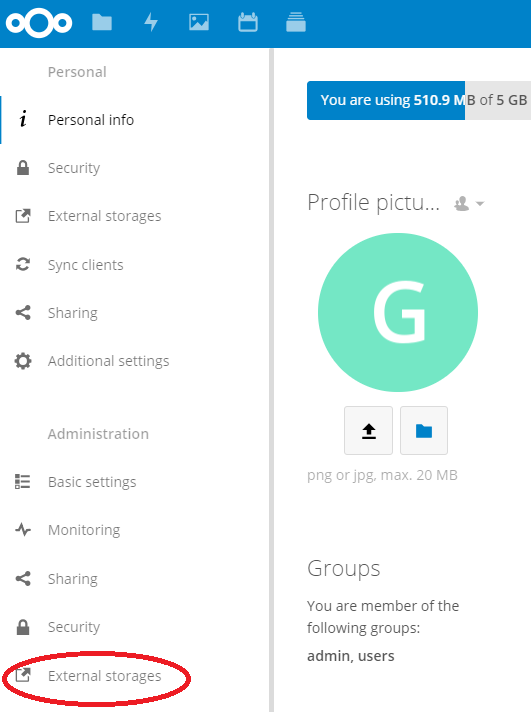 Personal
Personal info
Security
External storages
Sync clients
Sharing
Additional settings
Administration
Basic settings
Monitoring
Sharing
Security
External storages
You are using 510.9 MB of 5 GB
Profile pictu...
G
png or jpg, max. 20 MB
Groups
You are member of the
following groups:
admin, users